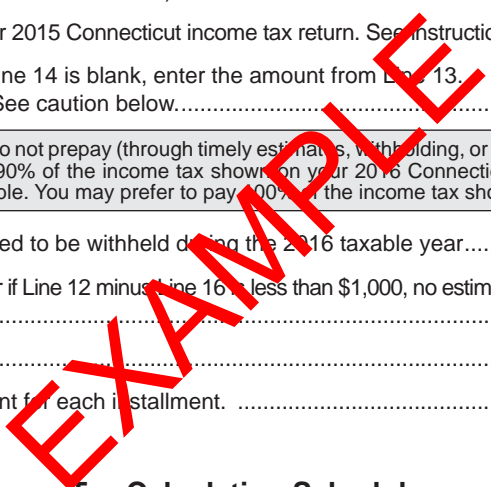 r 2015 Connecticut income tax return. See instructio
ne 14 is blank, enter the amount from Line 13.
See caution below.
o not prepay (through timely estimates, withholding, or
90% of the income tax shown on your 2016 Connecti
ble. You may prefer to pay 100% of the income tax sho
ed to be withheld during the 2016 taxable year....
r if Line 12 minus Line 16 is less than $1,000, no estim
nt for each installment.
EXAMPLE